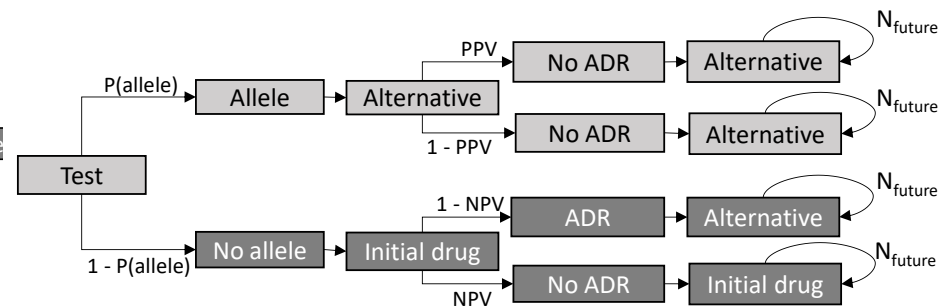 N_future
PPV
No ADR
Alternative
P(allele)
Allele
Alternative
N_future
No ADR
Alternative
1 - PPV
Test
N_future
1 - NPV
ADR
Alternative
No allele
Initial drug
1 - P(allele)
N_future
No ADR
Initial drug
NPV